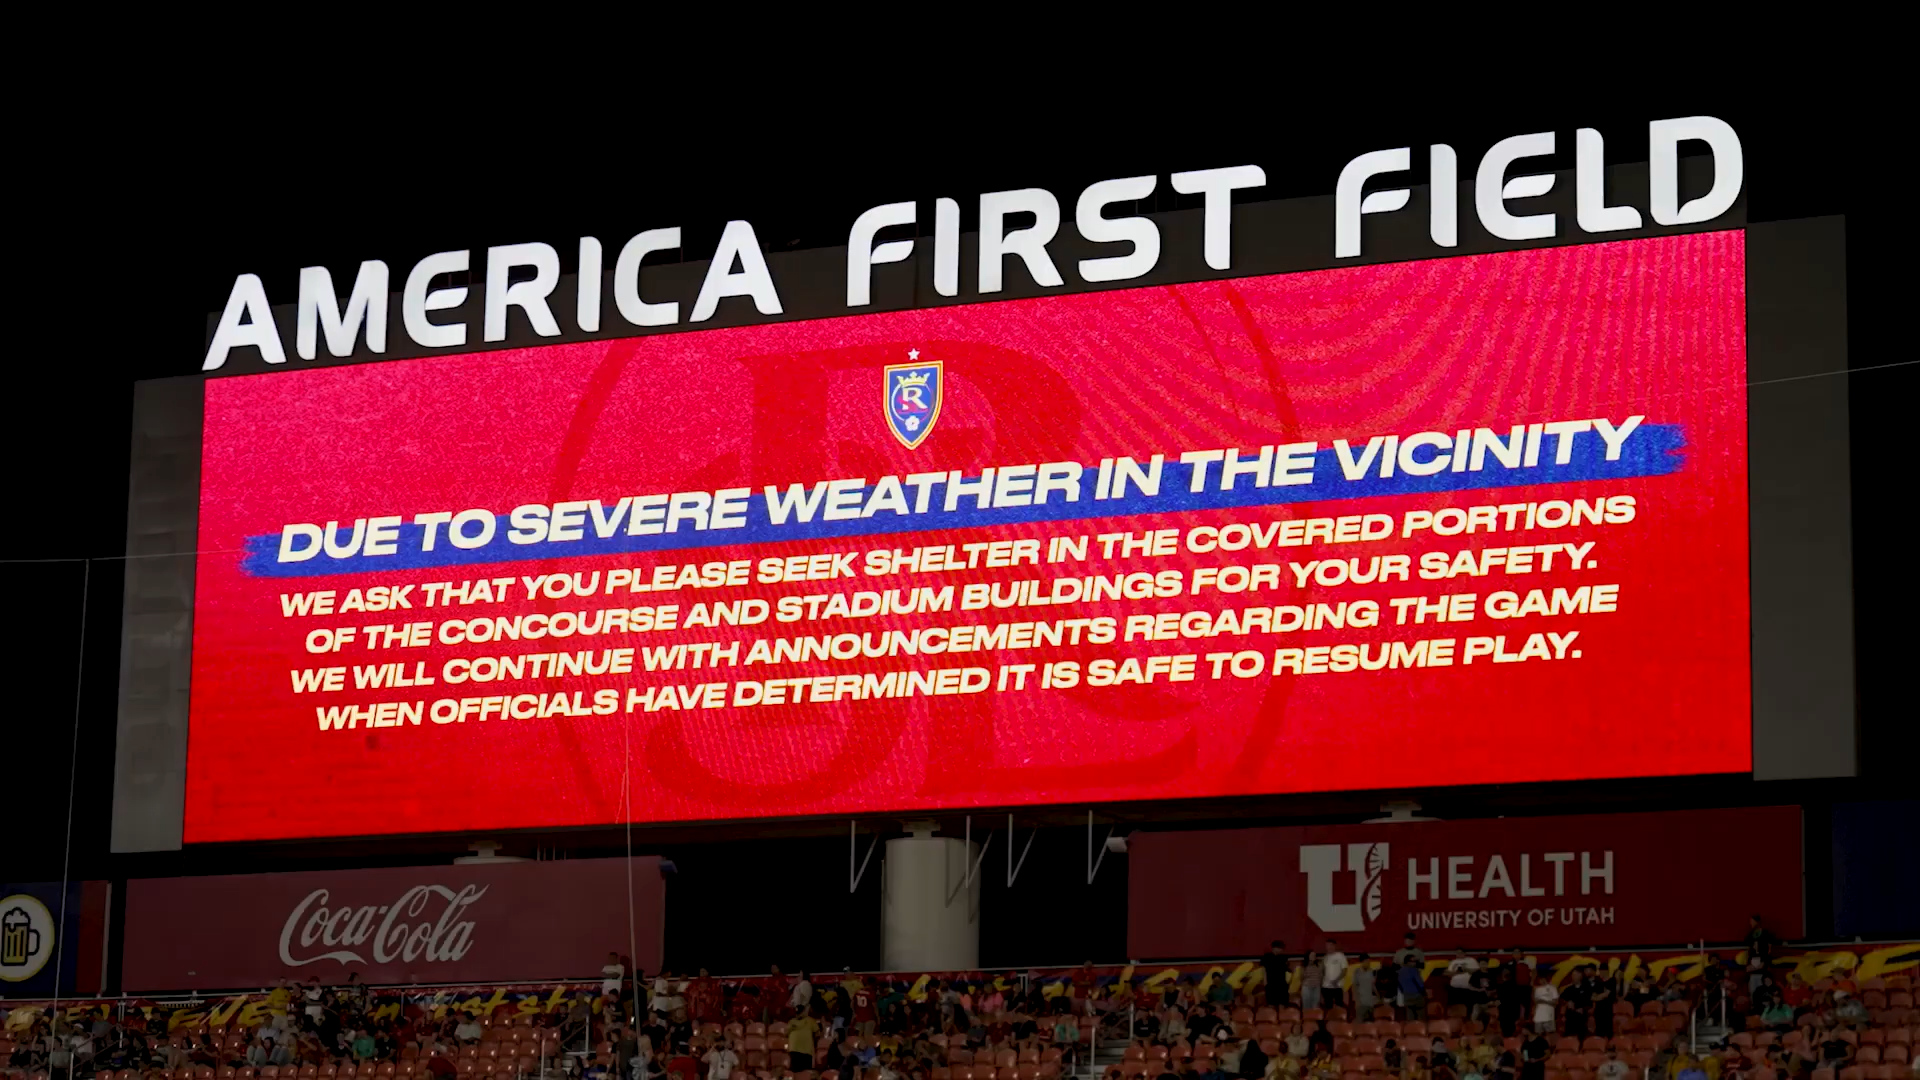 AMERICA FIRST FIELD
R
DUE TO SEVERE WEATHER IN THE VICINITY
WE ASK THAT YOU PLEASE SEEK SHELTER IN THE COVERED PORTIONS
OF THE CONCOURSE AND STADIUM BUILDINGS FOR YOUR SAFETY.
WE WILL CONTINUE WITH ANNOUNCEMENTS REGARDING THE GAME
WHEN OFFICIALS HAVE DETERMINED IT IS SAFE TO RESUME PLAY.
Coca-Cola
U HEALTH
UNIVERSITY OF UTAH